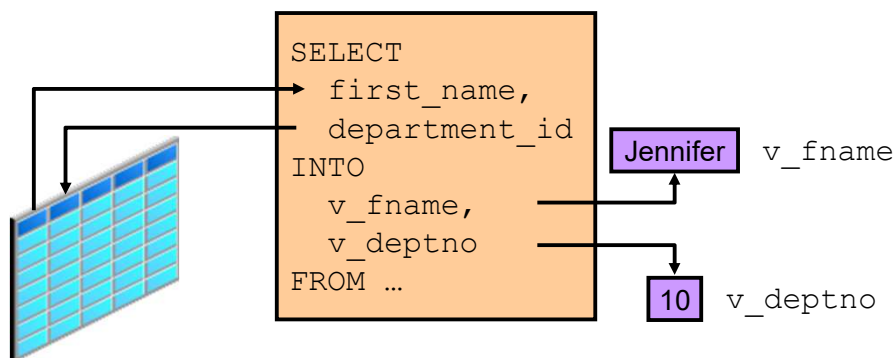 SELECT
first_name,
department_id
INTO
v_fname,
v_deptno
FROM …
Jennifer v_fname
10 v_deptno